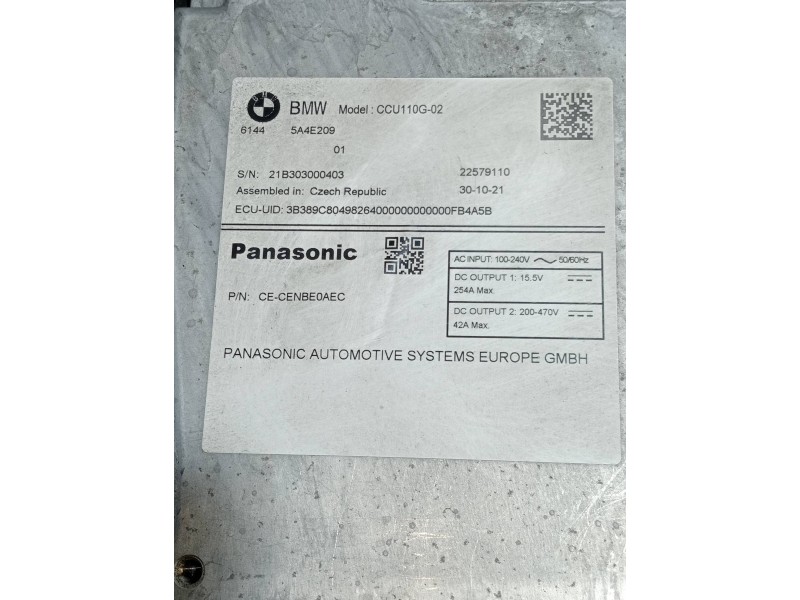 BMW Model : CCU110G-02
6144 5A4E209
01
S/N: 21B303000403 22579110
Assembled in: Czech Republic 30-10-21
ECU-UID: 3B389C80498264000000000000FB4A5B
Panasonic
P/N: CE-CENBE0AEC
AC INPUT: 100-240V 50/60Hz
DC OUTPUT 1: 15.5V
254A Max.
DC OUTPUT 2: 200-470V
42A Max.
PANASONIC AUTOMOTIVE SYSTEMS EUROPE GMBH